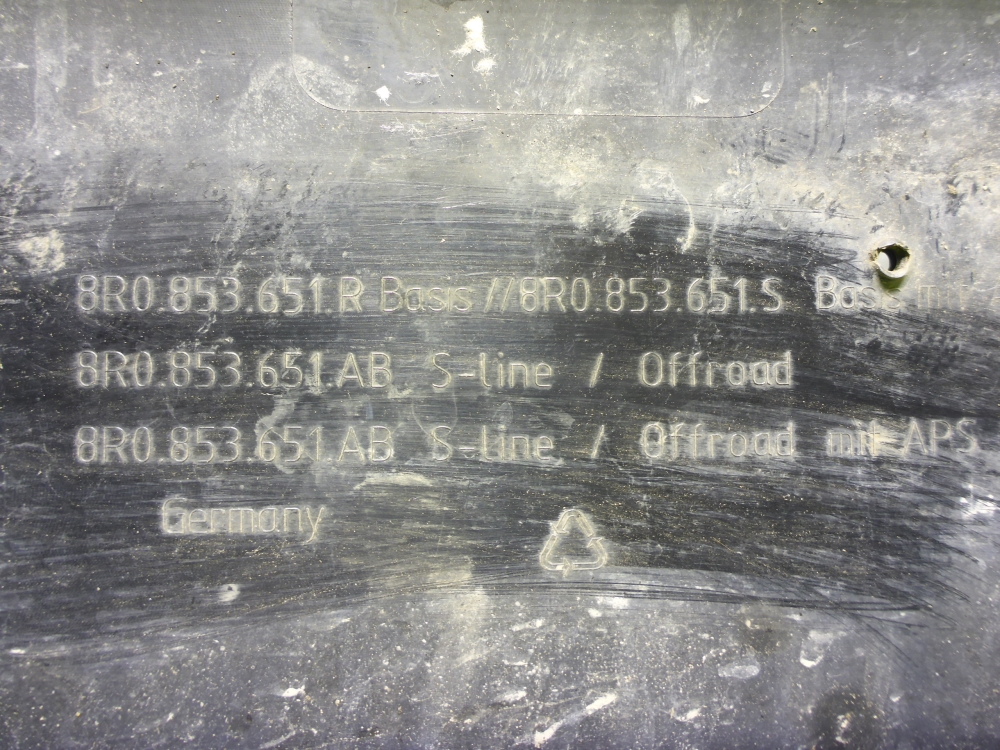 8R0.853.651.R Basis//8R0.853.651.S
8R0.853.651.AB S-line / Offroad
8R0.853.651.AB S-line / Offroad mit APS
Germany